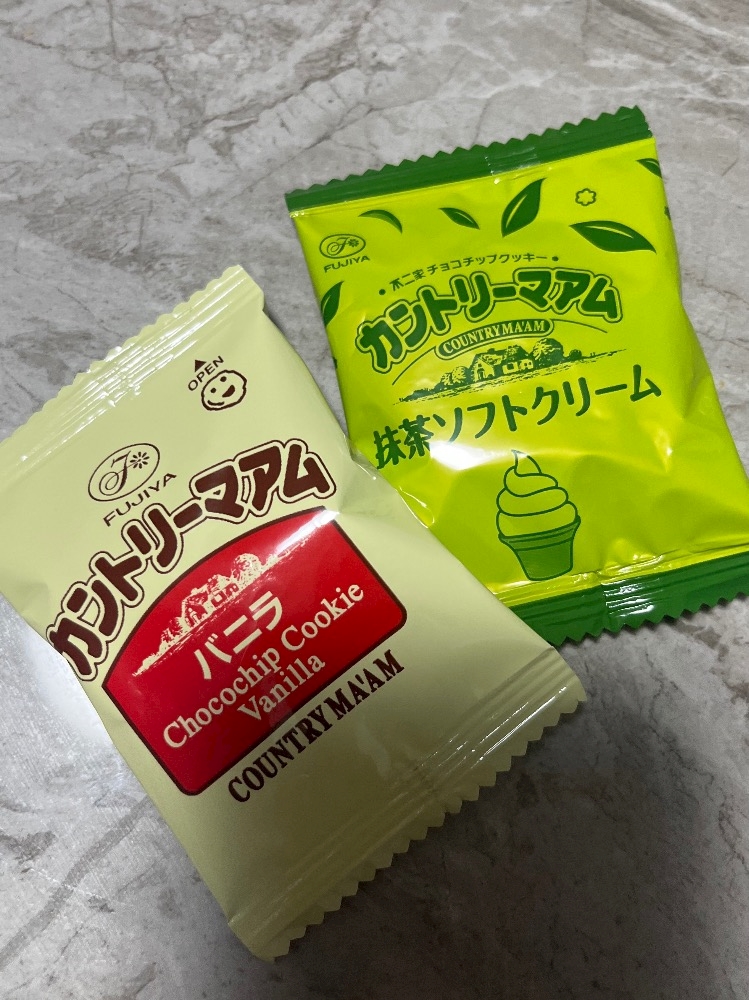 FUJIYA
不二家 チョコチップクッキー
カントリーマアム
COUNTRY MA'AM
抹茶ソフトクリーム
OPEN
F
FUJIYA
カントリーマアム
バニラ
Chocochip Cookie
Vanilla
COUNTRY MA'AM